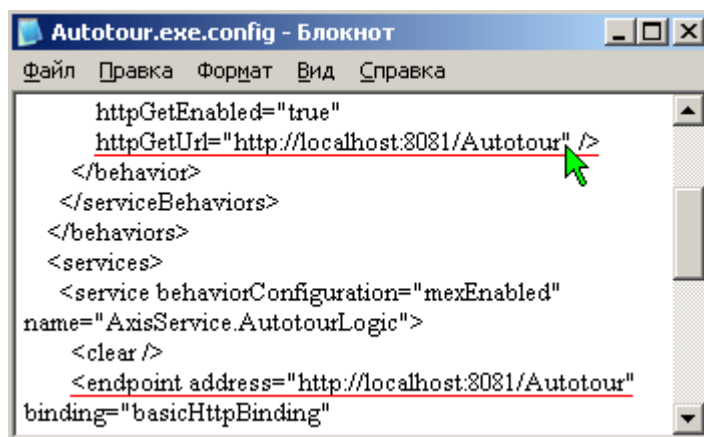 Autotour.exe.config - Блокнот
Файл Правка Формат Вид Справка
httpGetEnabled="true"
httpGetUrl="http://localhost:8081/Autotour" />
</behavior>
</serviceBehaviors>
</behaviors>
<services>
<service behaviorConfiguration="mexEnabled"
name="AxisService.AutotourLogic">
<clear />
<endpoint address="http://localhost:8081/Autotour"
binding="basicHttpBinding"